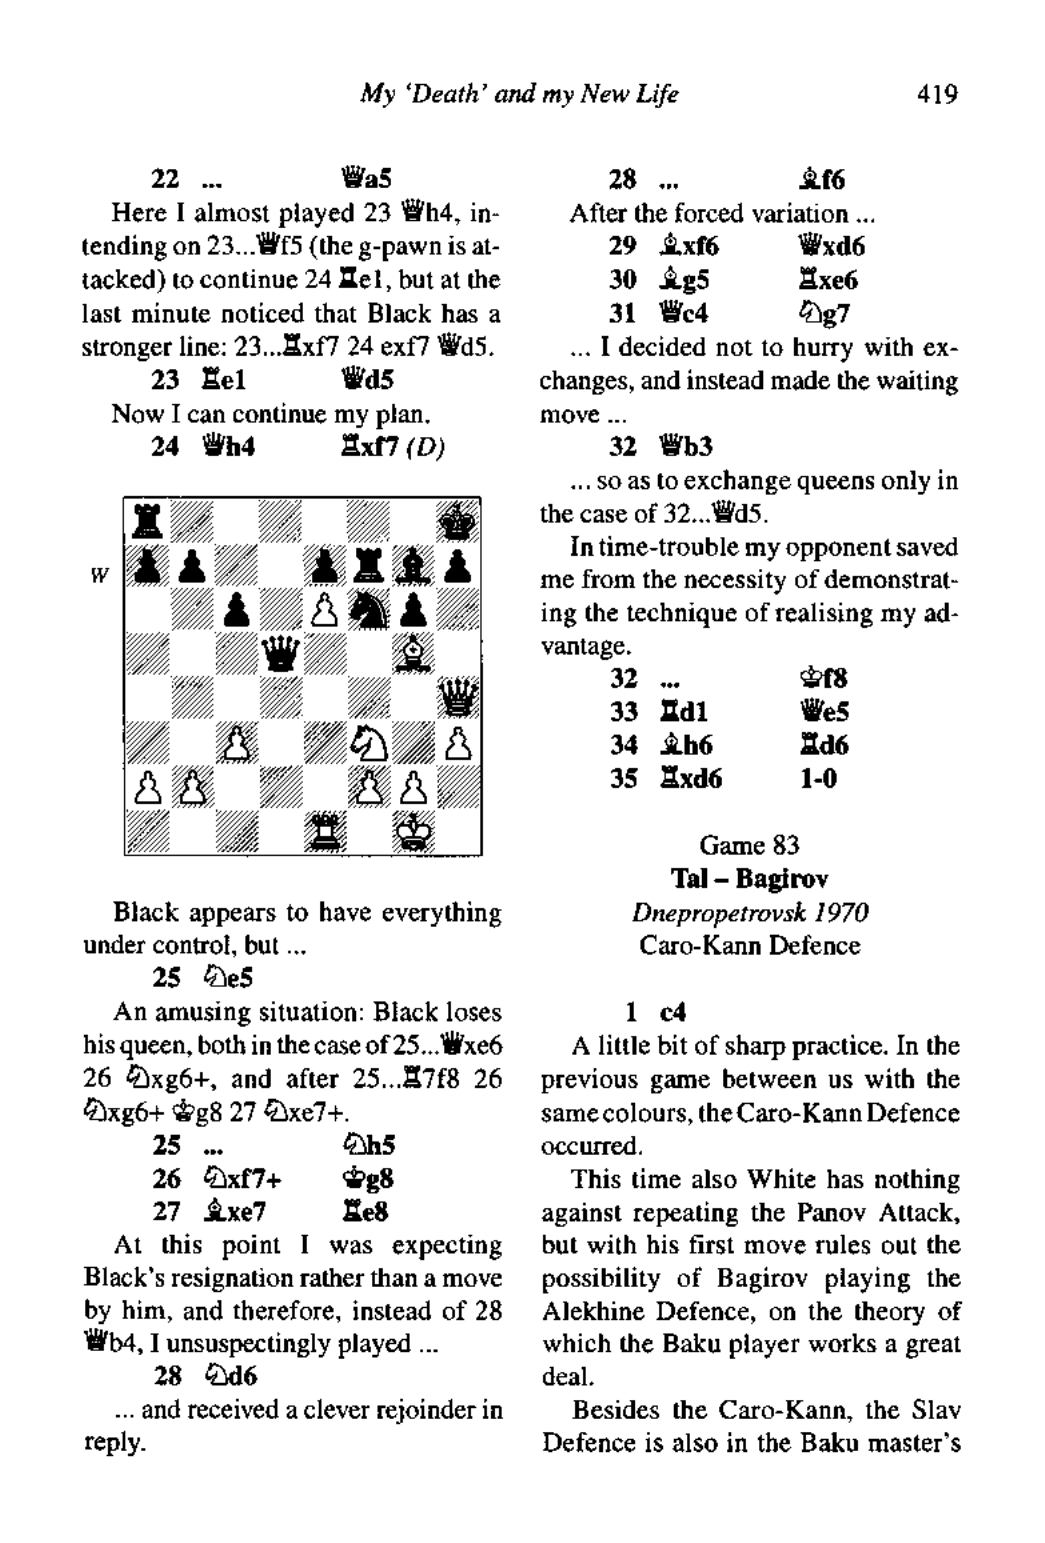 My ‘Death’ and my New Life 419
22 ... ♛a5
Here I almost played 23 ♛h4, in-
tending on 23...♛f5 (the g-pawn is at-
tacked) to continue 24 ♜e1, but at the
last minute noticed that Black has a
stronger line: 23...♜xf7 24 exf7 ♛d5.
23 ♜e1 ♛d5
Now I can continue my plan.
24 ♛h4 ♜xf7 (D)
W
Black appears to have everything
under control, but ...
25 ♘e5
An amusing situation: Black loses
his queen, both in the case of 25...♛xe6
26 ♘xg6+, and after 25...♜7f8 26
♘xg6+ ♔g8 27 ♘xe7+.
25 ... ♘h5
26 ♘xf7+ ♔g8
27 ♗xe7 ♜e8
At this point I was expecting
Black’s resignation rather than a move
by him, and therefore, instead of 28
♛b4, I unsuspectingly played ...
28 ♘d6
... and received a clever rejoinder in
reply.
28 ... ♗f6
After the forced variation ...
29 ♗xf6 ♛xd6
30 ♗g5 ♜xe6
31 ♛c4 ♘g7
... I decided not to hurry with ex-
changes, and instead made the waiting
move ...
32 ♛b3
... so as to exchange queens only in
the case of 32...♛d5.
In time-trouble my opponent saved
me from the necessity of demonstrat-
ing the technique of realising my ad-
vantage.
32 ... ♔f8
33 ♜d1 ♛e5
34 ♗h6 ♜d6
35 ♜xd6 1-0
Game 83
Tal – Bagirov
Dnepropetrovsk 1970
Caro-Kann Defence
1 c4
A little bit of sharp practice. In the
previous game between us with the
same colours, the Caro-Kann Defence
occurred.
This time also White has nothing
against repeating the Panov Attack,
but with his first move rules out the
possibility of Bagirov playing the
Alekhine Defence, on the theory of
which the Baku player works a great
deal.
Besides the Caro-Kann, the Slav
Defence is also in the Baku master’s